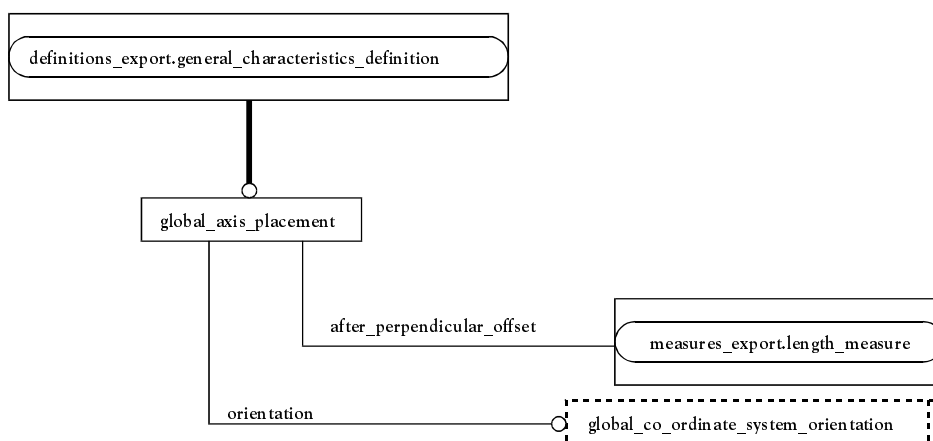 definitions_export.general_characteristics_definition
global_axis_placement
after_perpendicular_offset
measures_export.length_measure
orientation
global_co_ordinate_system_orientation